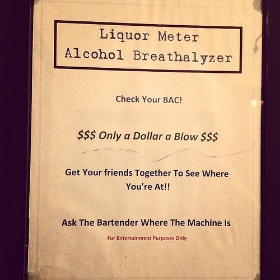 Liquor Meter
Alcohol Breathalyzer
Check Your BAC!
$$$ Only a Dollar a Blow $$$
Get Your friends Together To See Where
You're At!!
Ask The Bartender Where The Machine Is
For Entertainment Purposes Only